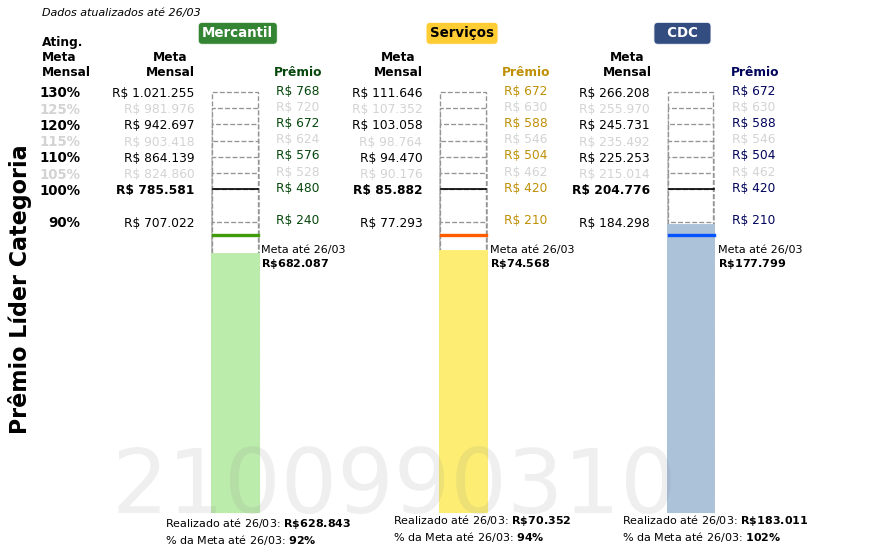 Dados atualizados até 26/03
Mercantil Serviços CDC
Ating.
Meta Meta Meta Meta
Mensal Mensal Prêmio Mensal Prêmio Mensal Prêmio
130% R$ 1.021.255 R$ 768 R$ 111.646 R$ 672 R$ 266.208 R$ 672
125% R$ 981.976 R$ 720 R$ 107.352 R$ 630 R$ 255.970 R$ 630
120% R$ 942.697 R$ 672 R$ 103.058 R$ 588 R$ 245.731 R$ 588
115% R$ 903.418 R$ 624 R$ 98.764 R$ 546 R$ 235.492 R$ 546
110% R$ 864.139 R$ 576 R$ 94.470 R$ 504 R$ 225.253 R$ 504
105% R$ 824.860 R$ 528 R$ 90.176 R$ 462 R$ 215.014 R$ 462
100% R$ 785.581 R$ 480 R$ 85.882 R$ 420 R$ 204.776 R$ 420
90% R$ 707.022 R$ 240 R$ 77.293 R$ 210 R$ 184.298 R$ 210
Meta até 26/03 Meta até 26/03 Meta até 26/03
R$682.087 R$74.568 R$177.799
Prêmio Líder Categoria
2100990310
Realizado até 26/03: R$628.843 Realizado até 26/03: R$70.352 Realizado até 26/03: R$183.011
% da Meta até 26/03: 92% % da Meta até 26/03: 94% % da Meta até 26/03: 102%